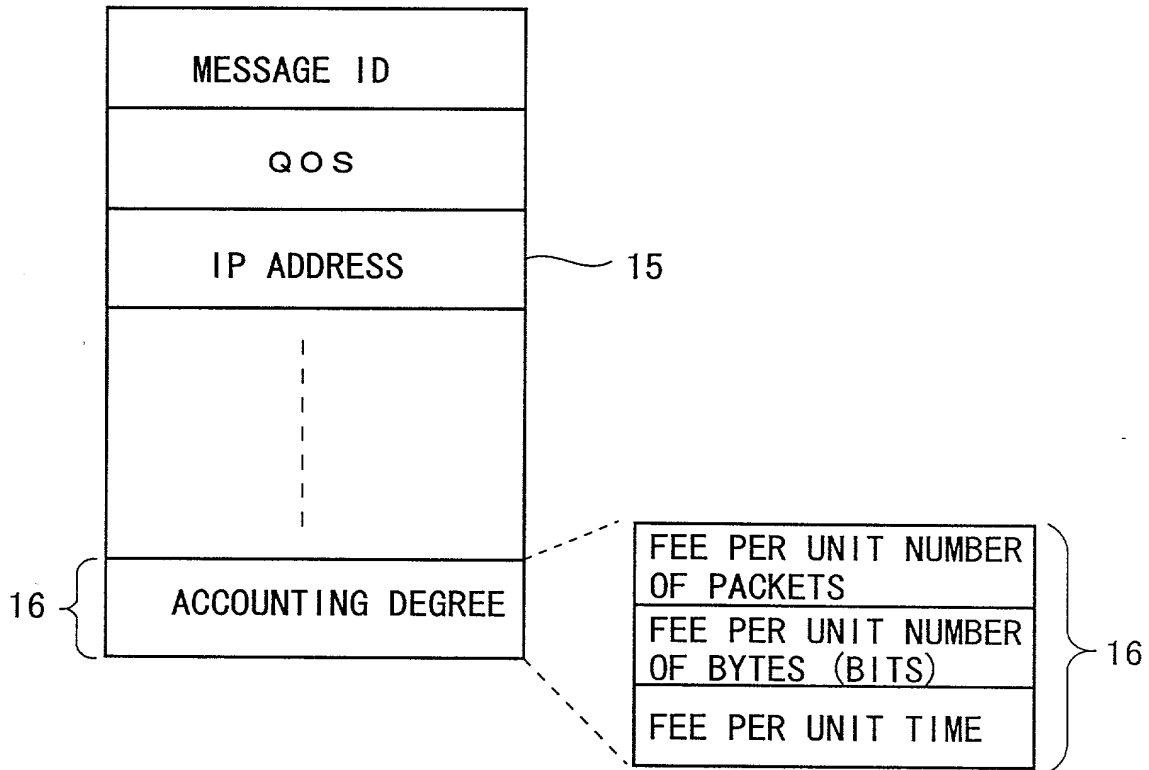 MESSAGE ID
QOS
IP ADDRESS
15
16
ACCOUNTING DEGREE
FEE PER UNIT NUMBER
OF PACKETS
FEE PER UNIT NUMBER
OF BYTES (BITS)
FEE PER UNIT TIME
16